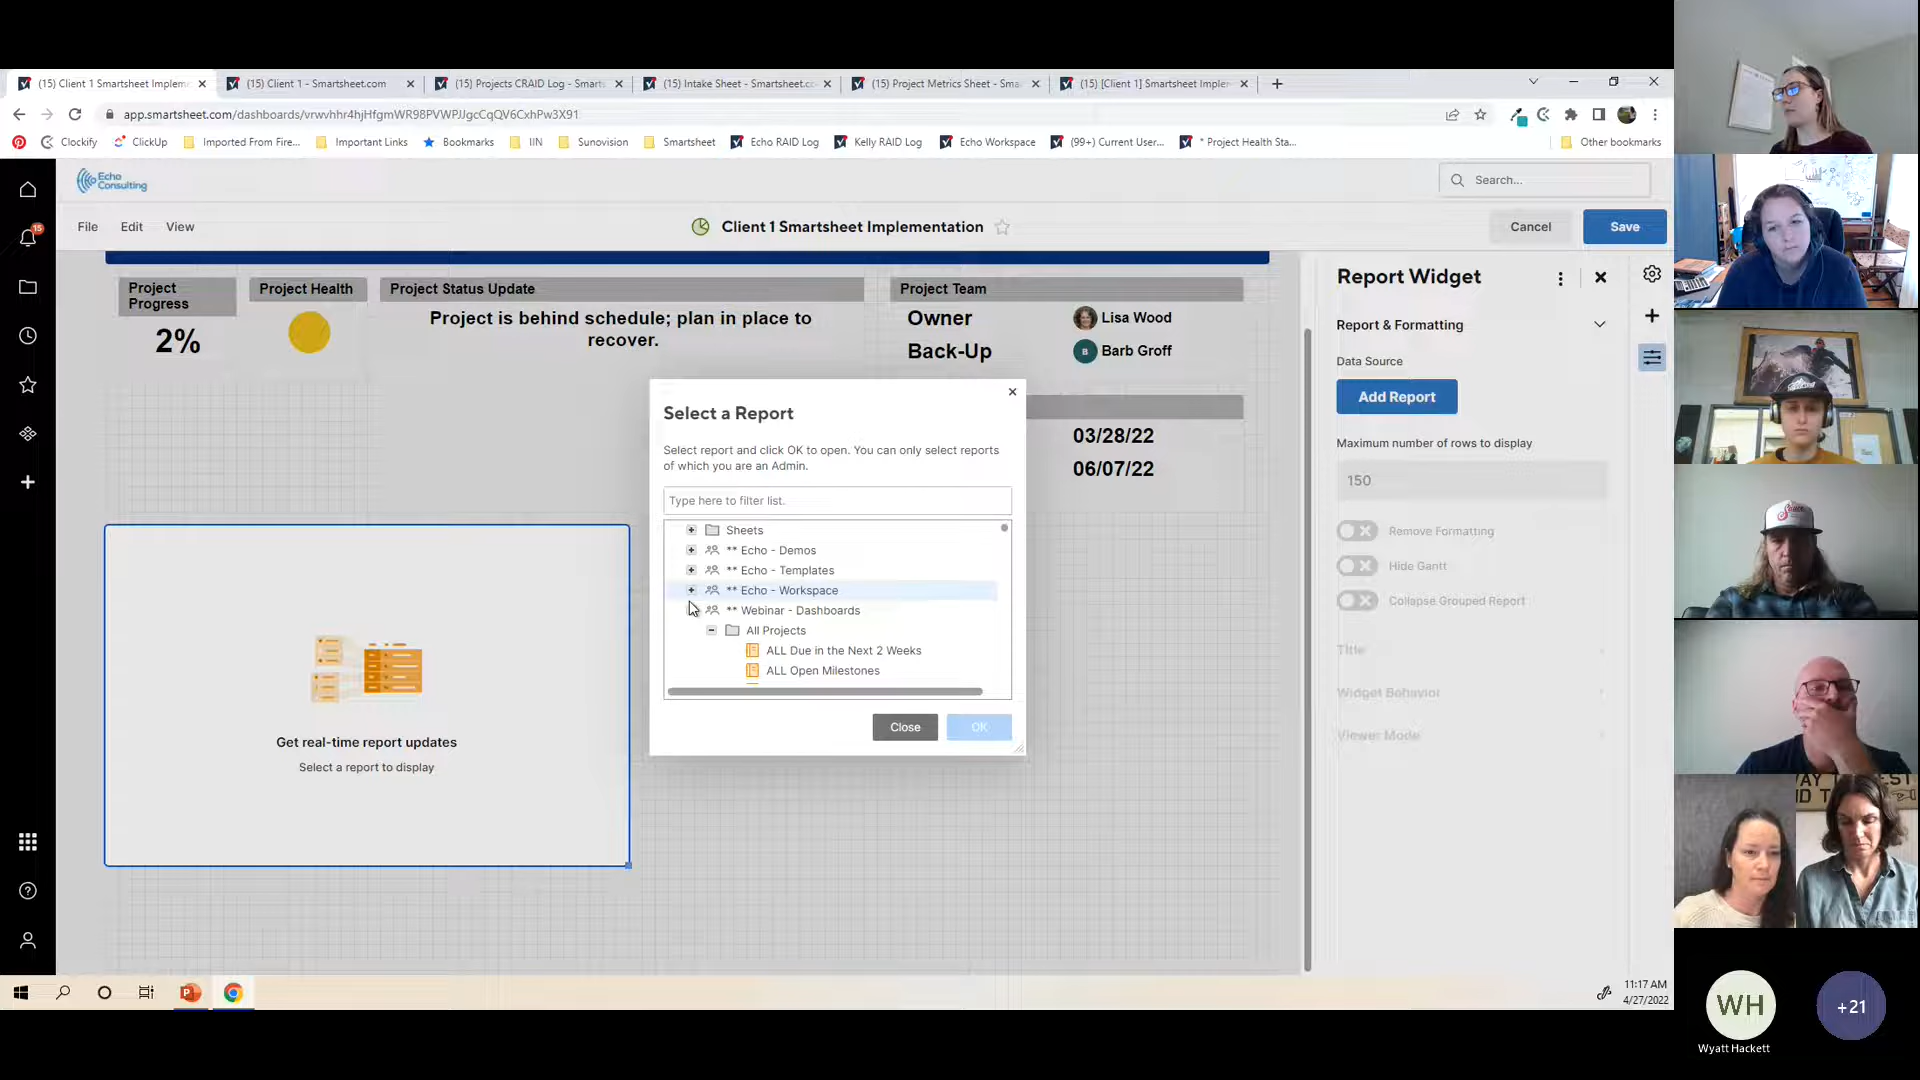 (15) Client 1 Smartsheet Impleme
(15) Client 1 - Smartsheet.com
(15) Projects CRAID Log - Smarts
(15) Intake Sheet - Smartsheet.cc
(15) Project Metrics Sheet - Sma
(15) [Client 1] Smartsheet Imple
app.smartsheet.com/dashboards/vrwvhhr4hjHfgmWR98PVWPJJgcCqQV6CxhPw3X91
Clockify
ClickUp
Imported From Fire...
Important Links
Bookmarks
IIN
Sunovision
Smartsheet
Echo RAID Log
Kelly RAID Log
Echo Workspace
(99+) Current User...
* Project Health Sta...
Other bookmarks
Echo
Consulting
Search...
15
File
Edit
View
Client 1 Smartsheet Implementation
Cancel
Save
Project
Progress
2%
Project Health
Project Status Update
Project is behind schedule; plan in place to
recover.
Project Team
Owner
Lisa Wood
Back-Up
B
Barb Groff
03/28/22
06/07/22
Get real-time report updates
Select a report to display
Select a Report
Select report and click OK to open. You can only select reports
of which you are an Admin.
Type here to filter list.
Sheets
** Echo - Demos
** Echo - Templates
** Echo - Workspace
** Webinar - Dashboards
All Projects
ALL Due in the Next 2 Weeks
ALL Open Milestones
Close
OK
Report Widget
Report & Formatting
Data Source
Add Report
Maximum number of rows to display
150
Remove Formatting
Hide Gantt
Collapse Grouped Report
Title
Widget Behavior
Viewer Mode
11:17 AM
4/27/2022
WH
Wyatt Hackett
+21